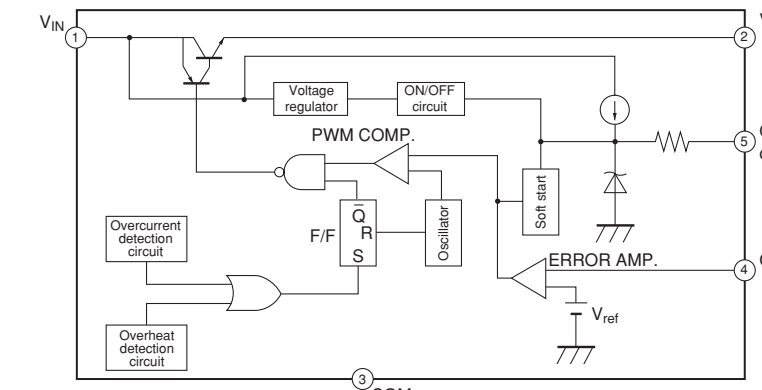 VIN
1
V
2
Voltage
regulator
ON/OFF
circuit
PWM COMP.
5
Soft start
Overcurrent
detection
circuit
F/F
Q̅
R
S
Oscillator
ERROR AMP.
4
Vref
Overheat
detection
circuit
3